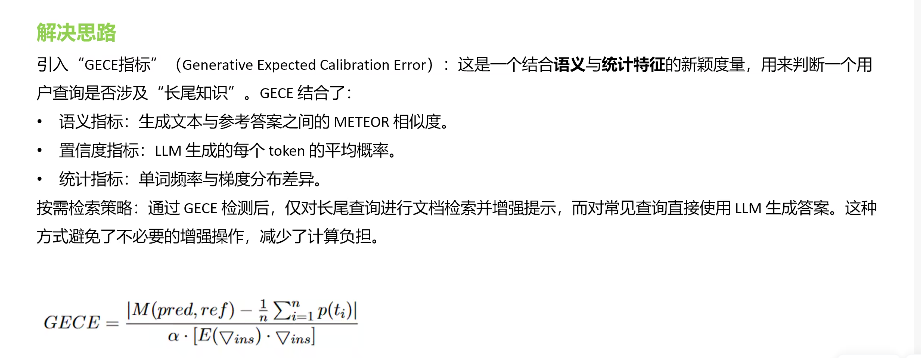 解决思路
引入“GECE指标”（Generative Expected Calibration Error）：这是一个结合语义与统计特征的新颖度量，用来判断一个用
户查询是否涉及“长尾知识”。GECE 结合了：
• 语义指标：生成文本与参考答案之间的 METEOR 相似度。
• 置信度指标：LLM 生成的每个 token 的平均概率。
• 统计指标：单词频率与梯度分布差异。
按需检索策略：通过 GECE 检测后，仅对长尾查询进行文档检索并增强提示，而对常见查询直接使用 LLM 生成答案。这种
方式避免了不必要的增强操作，减少了计算负担。
GECE = \frac{|M(pred, ref) - \frac{1}{n} \sum_{i=1}^{n} p(t_i)|}{\alpha \cdot [E(\bigtriangledown_{ins}) \cdot \bigtriangledown_{ins}]}